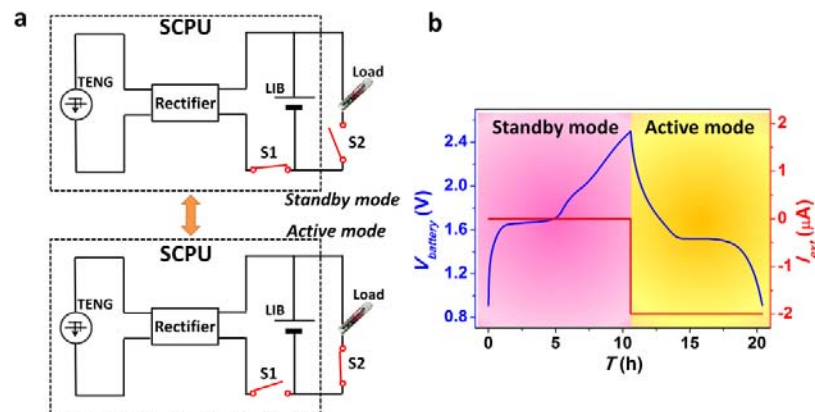 a
SCPU
TENG
Rectifier
LIB
Load
S1
S2
Standby mode
Active mode
SCPU
TENG
Rectifier
LIB
Load
S1
S2
b
Standby mode
Active mode
V battery (V)
2.4
2.0
1.6
1.2
0.8
2
1
0
-1
-2
I ext (μA)
0
5
10
15
20
T (h)